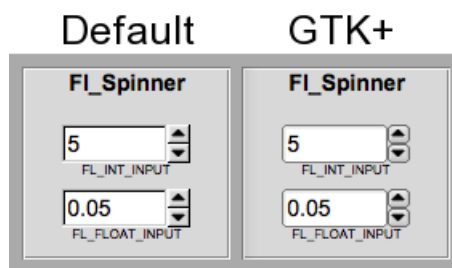 Default GTK+
Fl_Spinner Fl_Spinner
5 5
FL_INT_INPUT FL_INT_INPUT
0.05 0.05
FL_FLOAT_INPUT FL_FLOAT_INPUT